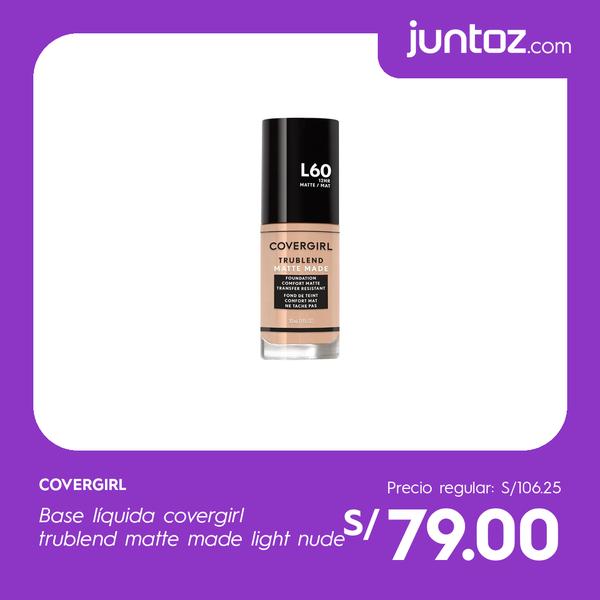 juntoz.com
L60
12HR
MATTE / MAT
COVERGIRL
TRUBLEND
MATTE MADE
FOUNDATION
COMFORT MATTE
TRANSFER RESISTANT
FOND DE TEINT
CONFORT MAT
NE TACHE PAS
COVERGIRL
Base líquida covergirl
trublend matte made light nude
Precio regular: S/106.25
S/79.00